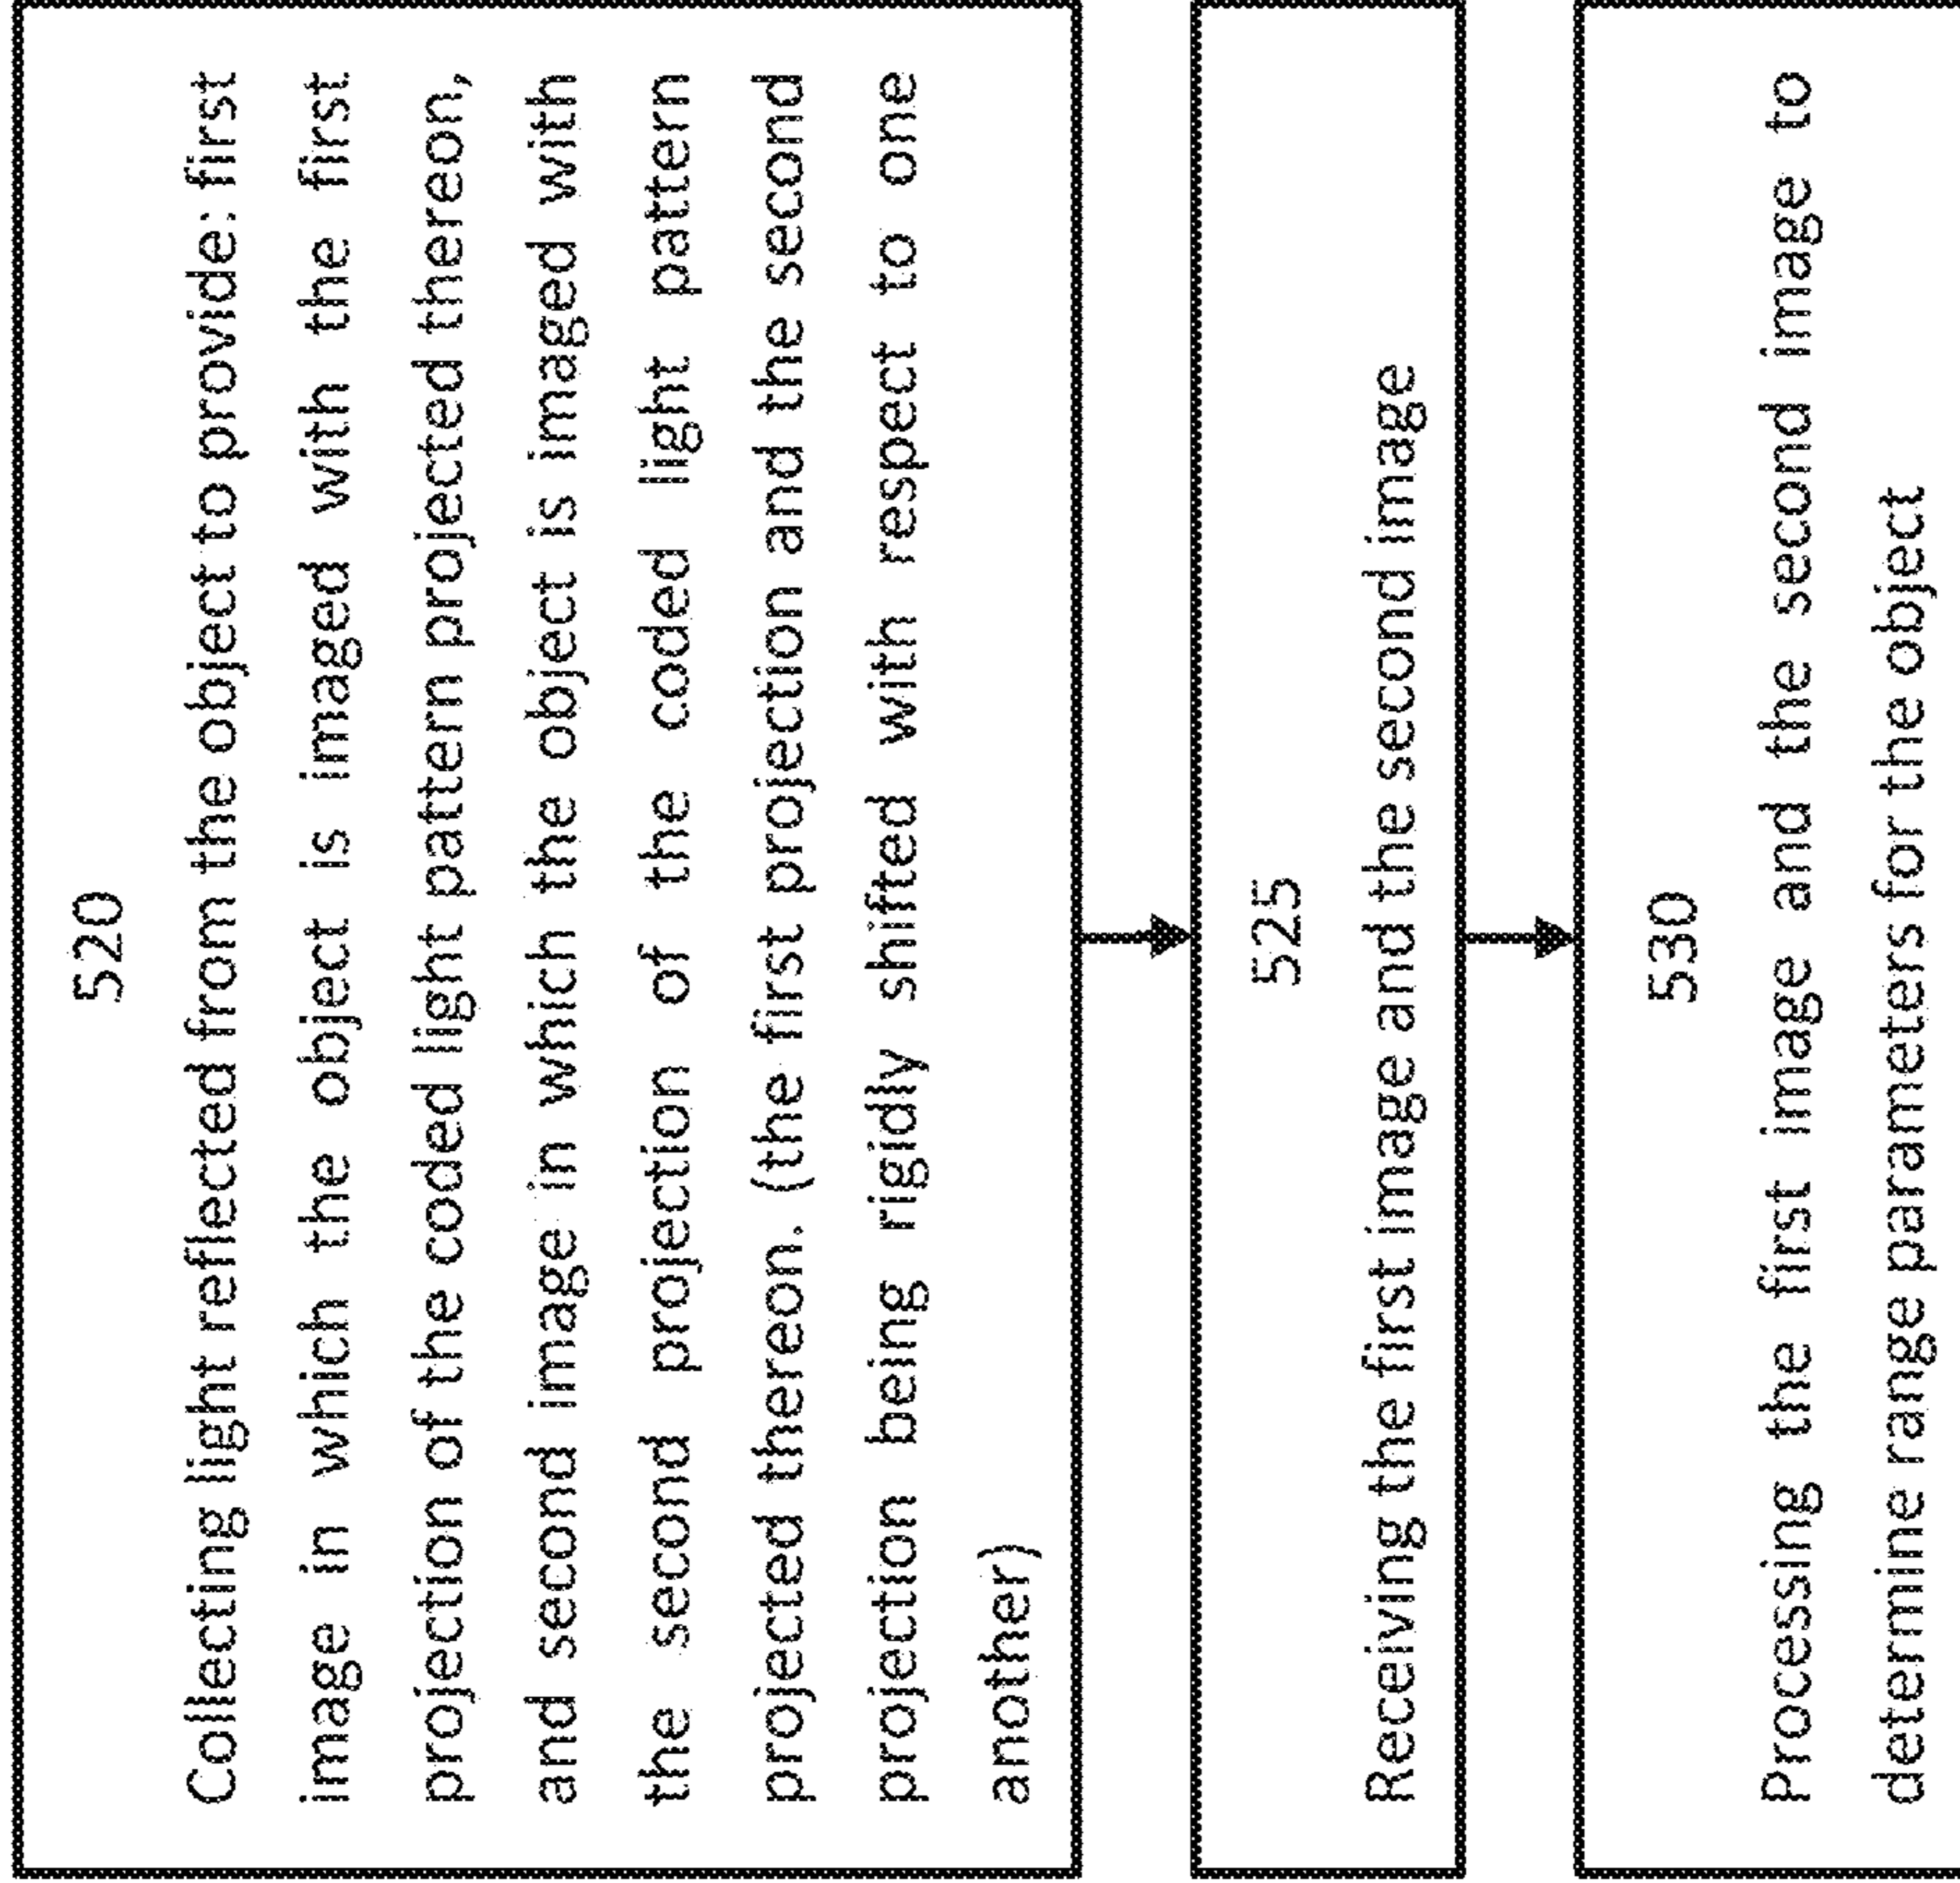 520
Collecting light reflected from the object to provide: first
image in which the object is imaged with the first
projection of the coded light pattern projected thereon,
and second image in which the object is imaged with
the second projection of the coded light pattern
projected thereon. (the first projection and the second
projection being rigidly shifted with respect to one
another)
525
Receiving the first image and the second image
530
Processing the first image and the second image to
determine range parameters for the object